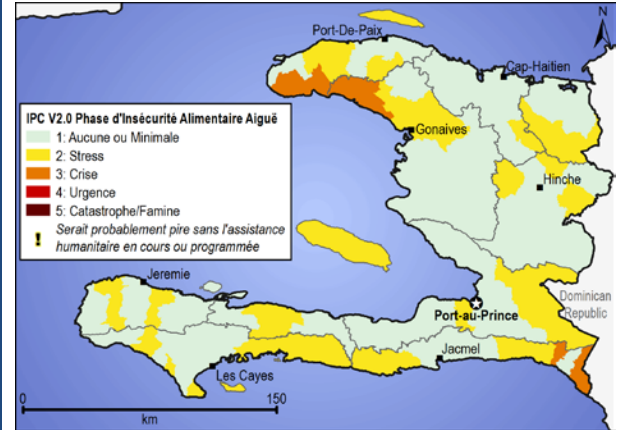 Port-De-Paix
N
Cap-Haitien
IPC V2.0 Phase d'Insécurité Alimentaire Aiguë
1: Aucune ou Minimale
2: Stress
3: Crise
4: Urgence
5: Catastrophe/Famine
! Serait probablement pire sans l'assistance
humanitaire en cours ou programmée
Gonaives
Hinche
Jeremie
Dominican
Republic
Port-au-Prince
Jacmel
Les Cayes
0 150
km